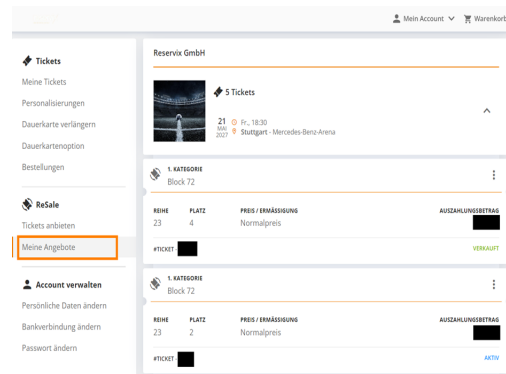 Mein Account
Warenkorb
Tickets
Meine Tickets
Personalisierungen
Dauerkarte verlängern
Dauerkartenoption
Bestellungen
ReSale
Tickets anbieten
Meine Angebote
Account verwalten
Persönliche Daten ändern
Bankverbindung ändern
Passwort ändern
Reservix GmbH
5 Tickets
21 Fr., 18:30
MAI
2027 Stuttgart - Mercedes-Benz-Arena
1. KATEGORIE
Block 72
REIHE PLATZ PREIS / ERMÄSSIGUNG AUSZAHLUNGSBETRAG
23 4 Normalpreis
#TICKET - VERKAUFT
1. KATEGORIE
Block 72
REIHE PLATZ PREIS / ERMÄSSIGUNG AUSZAHLUNGSBETRAG
23 2 Normalpreis
#TICKET - AKTIV